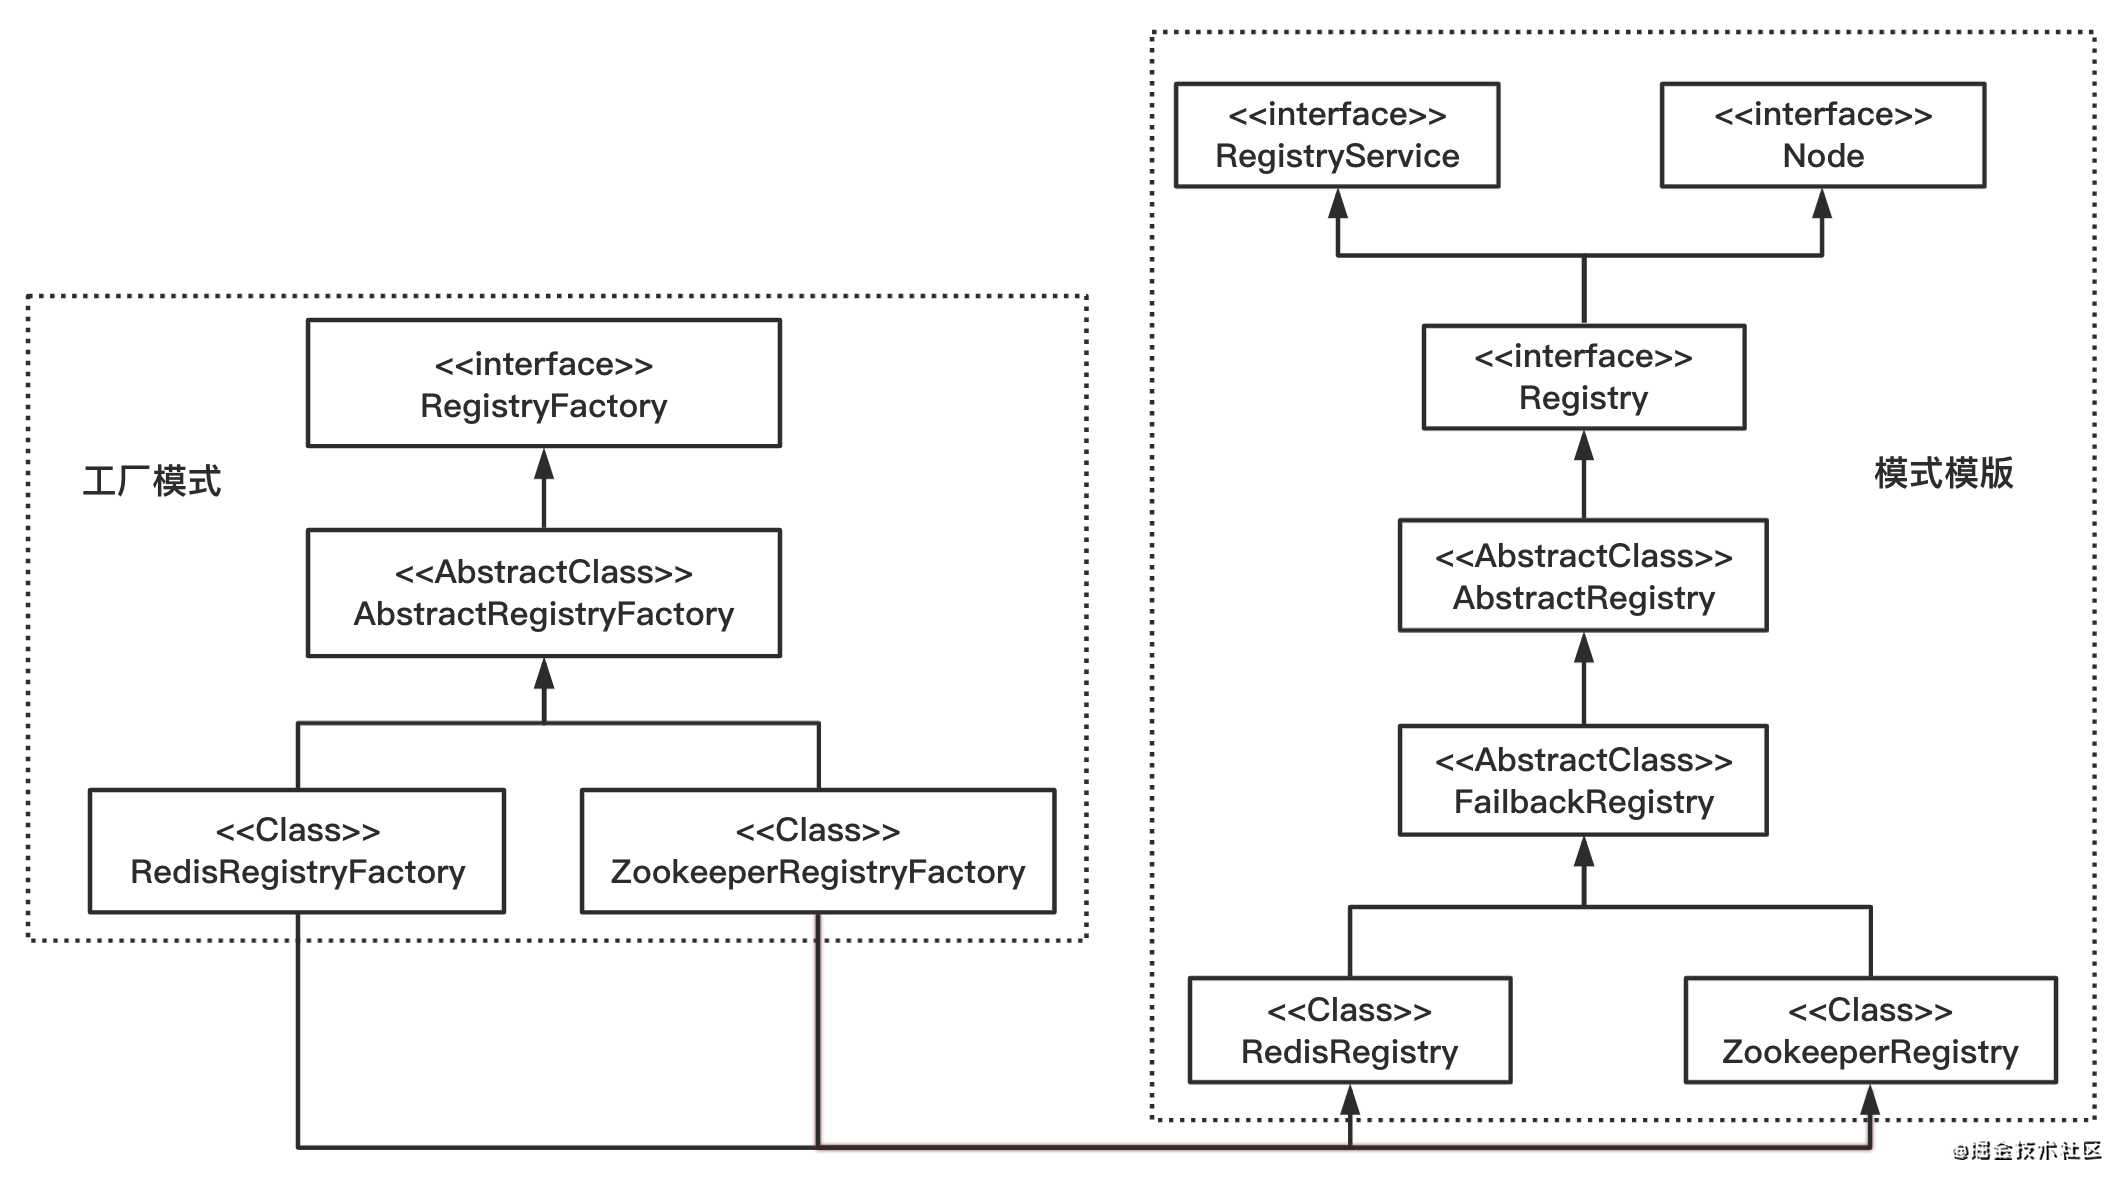 工厂模式
<<interface>>
RegistryFactory
<<AbstractClass>>
AbstractRegistryFactory
<<Class>>
RedisRegistryFactory
<<Class>>
ZookeeperRegistryFactory
<<interface>>
RegistryService
<<interface>>
Node
<<interface>>
Registry
模式模版
<<AbstractClass>>
AbstractRegistry
<<AbstractClass>>
FailbackRegistry
<<Class>>
RedisRegistry
<<Class>>
ZookeeperRegistry
@掘金技术社区